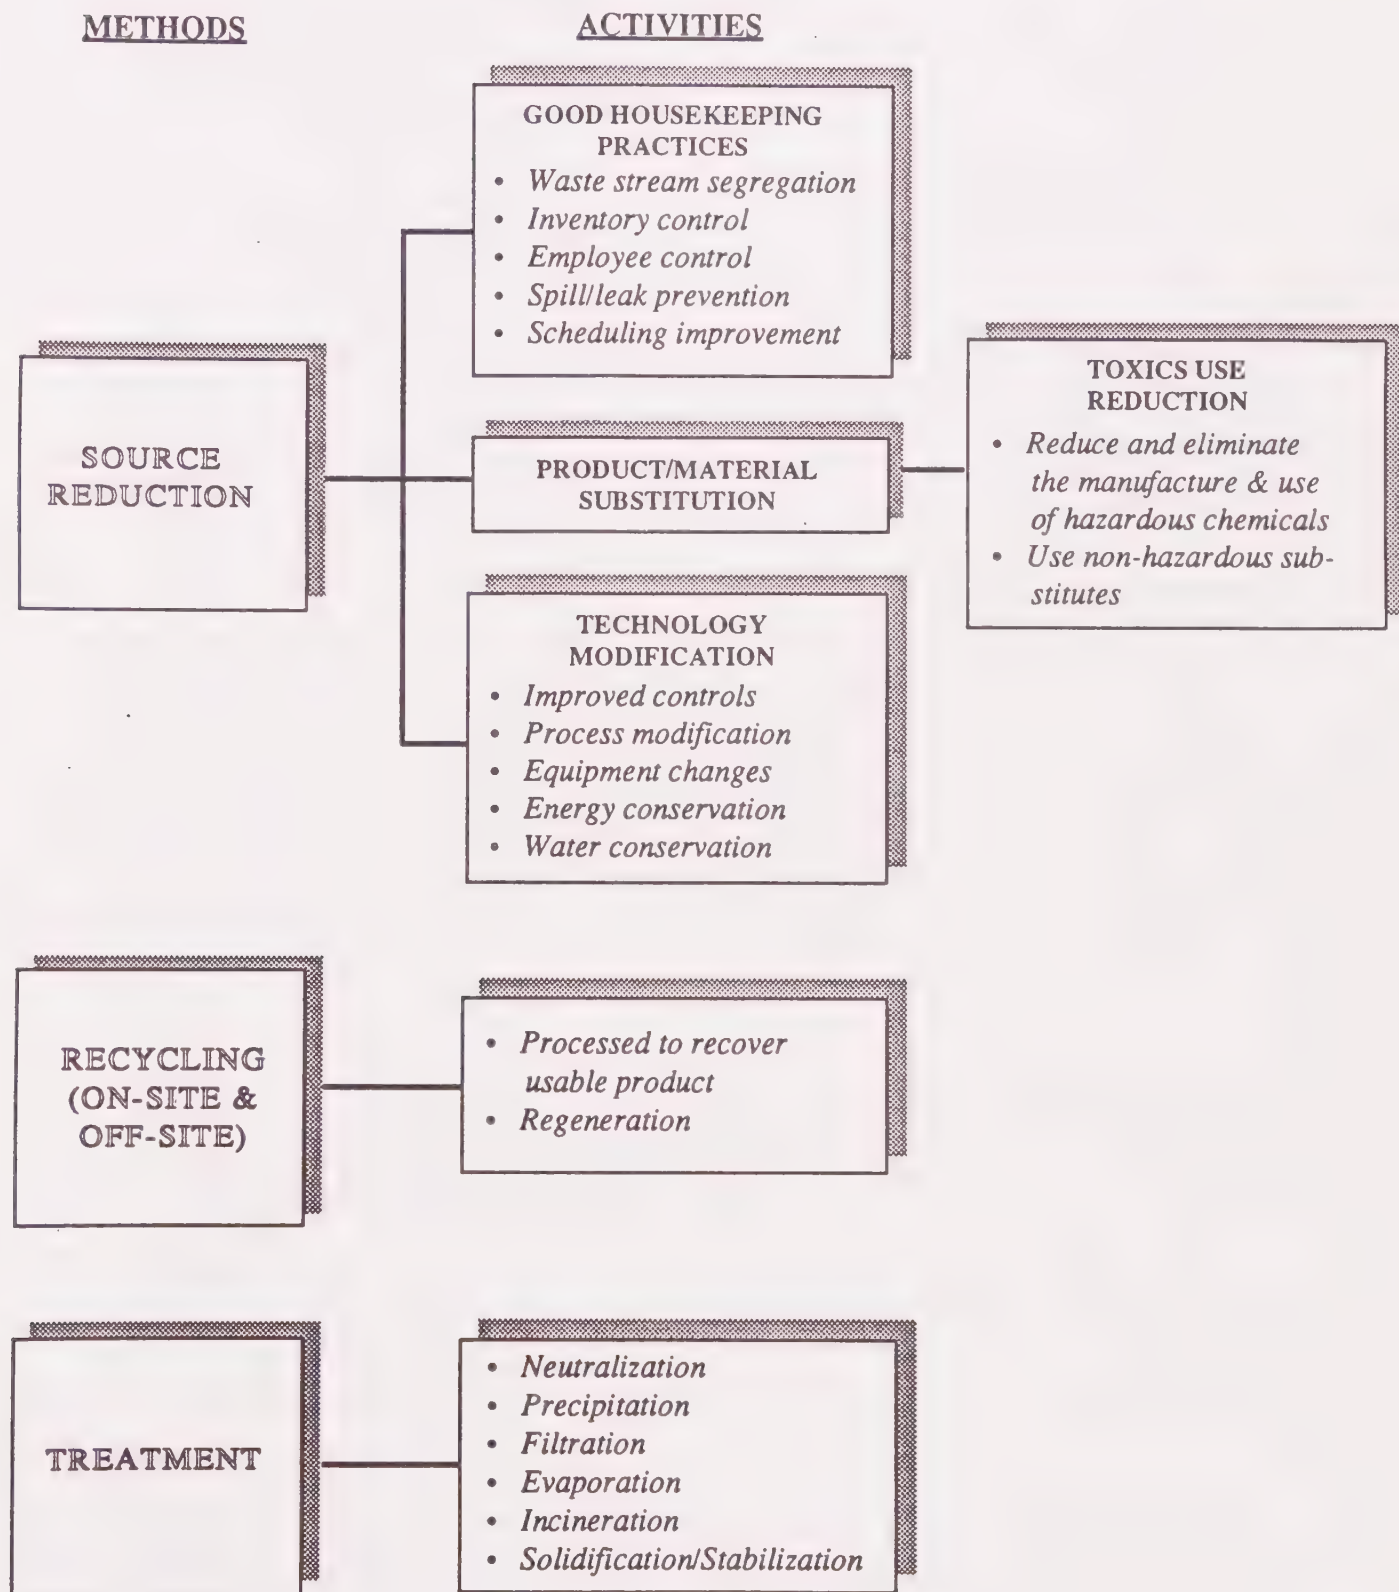 METHODS
ACTIVITIES
GOOD HOUSEKEEPING
PRACTICES
• Waste stream segregation
• Inventory control
• Employee control
• Spill/leak prevention
• Scheduling improvement
SOURCE
REDUCTION
PRODUCT/MATERIAL
SUBSTITUTION
TOXICS USE
REDUCTION
• Reduce and eliminate
the manufacture & use
of hazardous chemicals
• Use non-hazardous sub-
stitutes
TECHNOLOGY
MODIFICATION
• Improved controls
• Process modification
• Equipment changes
• Energy conservation
• Water conservation
RECYCLING
(ON-SITE &
OFF-SITE)
• Processed to recover
usable product
• Regeneration
TREATMENT
• Neutralization
• Precipitation
• Filtration
• Evaporation
• Incineration
• Solidification/Stabilization